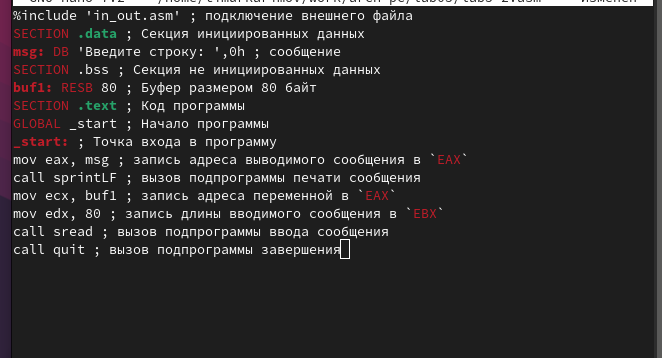 %include 'in_out.asm' ; подключение внешнего файла
SECTION .data ; Секция инициированных данных
msg: DB 'Введите строку: ',0h ; сообщение
SECTION .bss ; Секция не инициированных данных
buf1: RESB 80 ; Буфер размером 80 байт
SECTION .text ; Код программы
GLOBAL _start ; Начало программы
_start: ; Точка входа в программу
mov eax, msg ; запись адреса выводимого сообщения в `EAX`
call sprintLF ; вызов подпрограммы печати сообщения
mov ecx, buf1 ; запись адреса переменной в `EAX`
mov edx, 80 ; запись длины вводимого сообщения в `EBX`
call sread ; вызов подпрограммы ввода сообщения
call quit ; вызов подпрограммы завершения